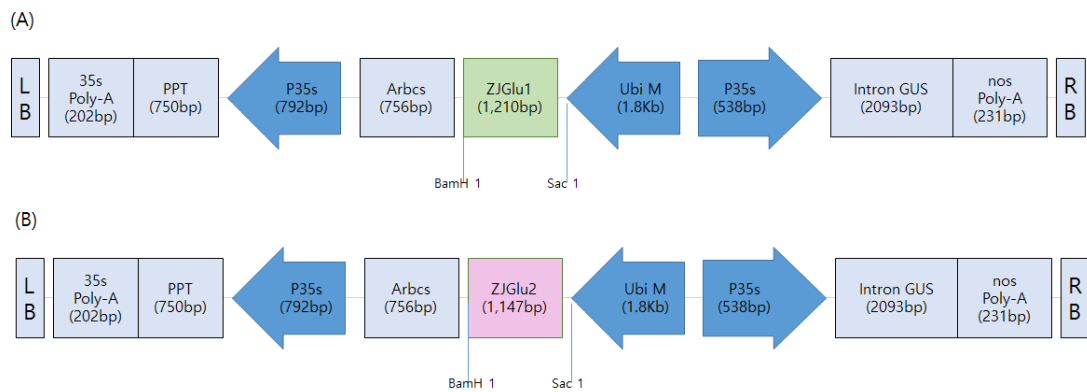 (A)
L
B
35s
Poly-A
(202bp)
PPT
(750bp)
P35s
(792bp)
Arbcs
(756bp)
ZJGlu1
(1,210bp)
Ubi M
(1.8Kb)
P35s
(538bp)
Intron GUS
(2093bp)
nos
Poly-A
(231bp)
R
B
BamH 1
Sac 1
(B)
L
B
35s
Poly-A
(202bp)
PPT
(750bp)
P35s
(792bp)
Arbcs
(756bp)
ZJGlu2
(1,147bp)
Ubi M
(1.8Kb)
P35s
(538bp)
Intron GUS
(2093bp)
nos
Poly-A
(231bp)
R
B
BamH 1
Sac 1